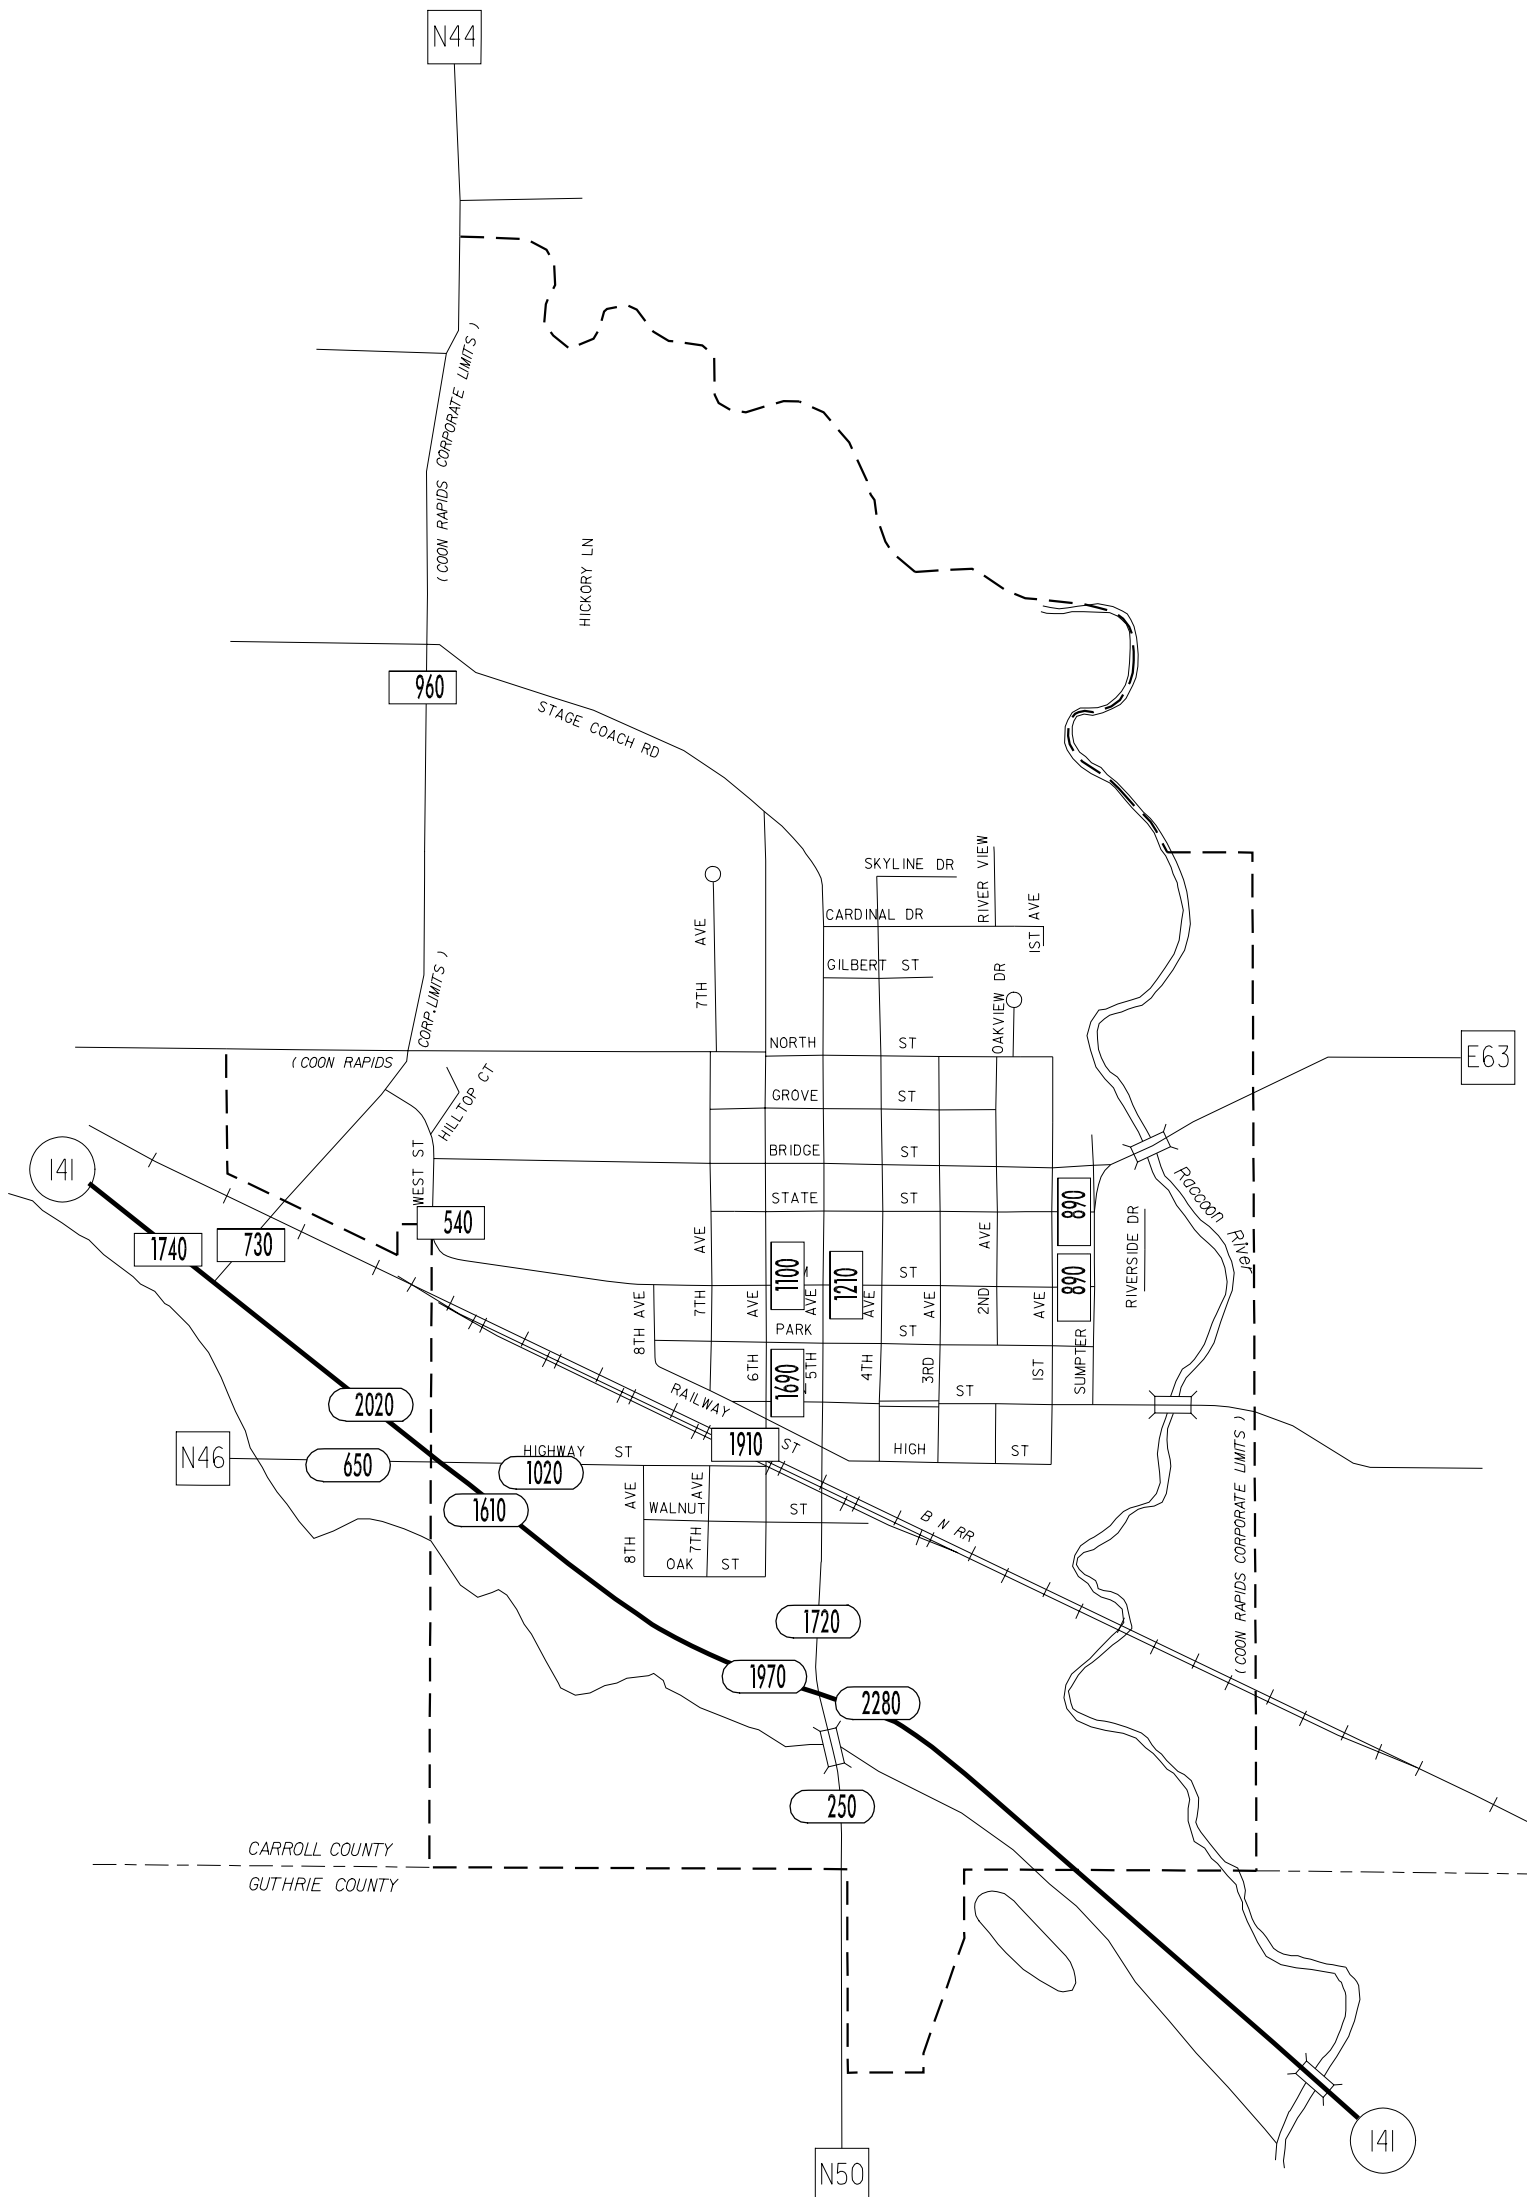 N44
( COON RAPIDS CORPORATE LIMITS )
HICKORY LN
960
STAGE COACH RD
SKYLINE DR
RIVER VIEW
CARDINAL DR
IST AVE
7TH AVE
GILBERT ST
OAKVIEW DR
NORTH ST
( COON RAPIDS CORP. LIMITS )
E63
HILLTOP CT
GROVE ST
BRIDGE ST
141
WEST ST
STATE ST
890
Raccoon River
540
1740
730
7TH AVE
1100
1210
ST
2ND AVE
890
RIVERSIDE DR
8TH AVE
6TH AVE
5TH AVE
4TH AVE
3RD AVE
IST AVE
SUMPTER
PARK ST
1690
RAILWAY ST
ST
2020
N46
650
HIGHWAY ST
1910
HIGH ST
1020
1610
8TH AVE
7TH AVE
WALNUT ST
B N RR
OAK ST
( COON RAPIDS CORPORATE LIMITS )
1720
1970
2280
250
CARROLL COUNTY
GUTHRIE COUNTY
141
N50